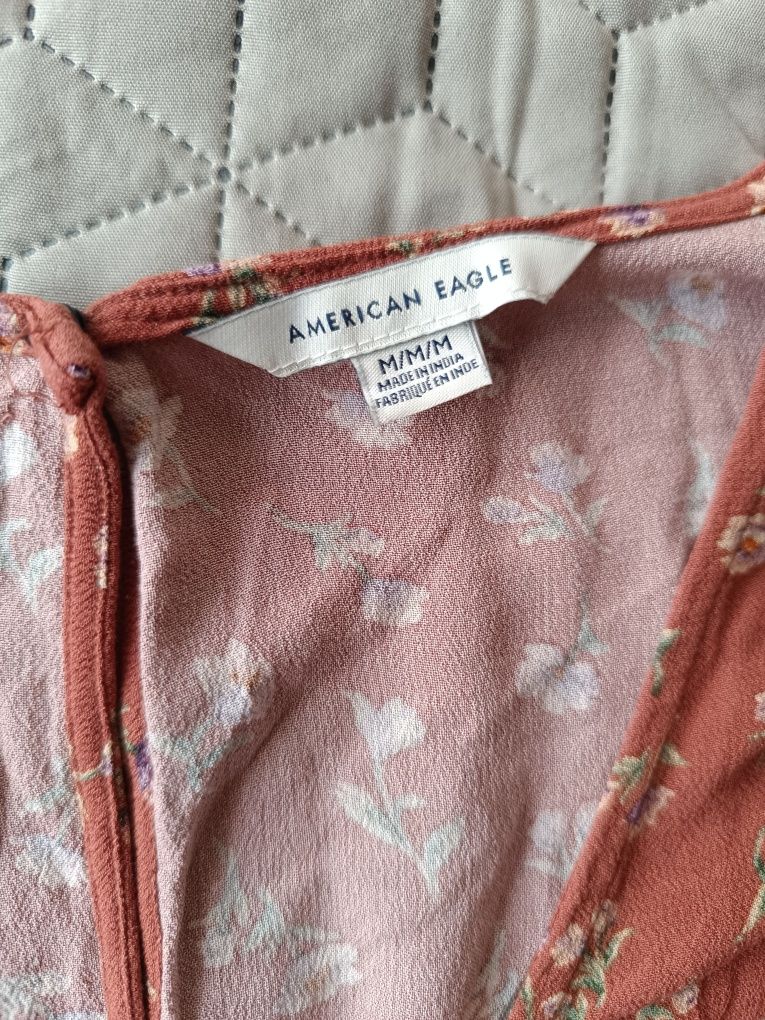 AMERICAN EAGLE
M/M/M
MADE IN INDIA
FABRIQUÉ EN INDE